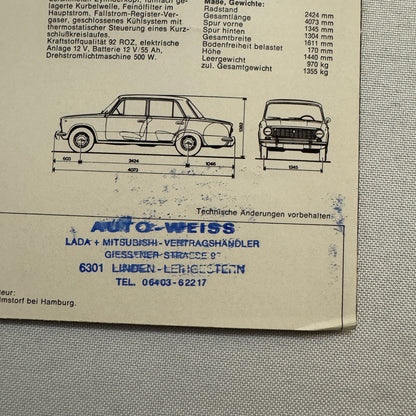 gelagerte Kurbelwelle, Feinölfilter im
Hauptstrom, Fallstrom-Register-Ver-
gaser, geschlossenes Kühlsystem mit
thermostatischer Steuerung eines Kurz-
schlußkreislaufes.
Kraftstoffqualität 92 ROZ, elektrische
Anlage 12 V, Batterie 12 V/55 Ah,
Drehstromlichtmaschine 500 W.
Maße, Gewichte:
Radstand 2424 mm
Gesamtlänge 4073 mm
Spur vorne 1345 mm
Spur hinten 1304 mm
Gesamtbreite 1611 mm
Bodenfreiheit belastet 170 mm
Höhe 1440 mm
Leergewicht 970 kg
zul. Gesamtgewicht 1355 kg
603 2424 1046
4073
1345
Technische Änderungen vorbehalten.
AUTO-WEISS
LADA + MITSUBISHI-VERTRAGSHÄNDLER
GIESSENER STRASSE
6301 LINDEN-LEIHGESTERN
TEL. 06403-62217
teur:
lmstorf bei Hamburg.